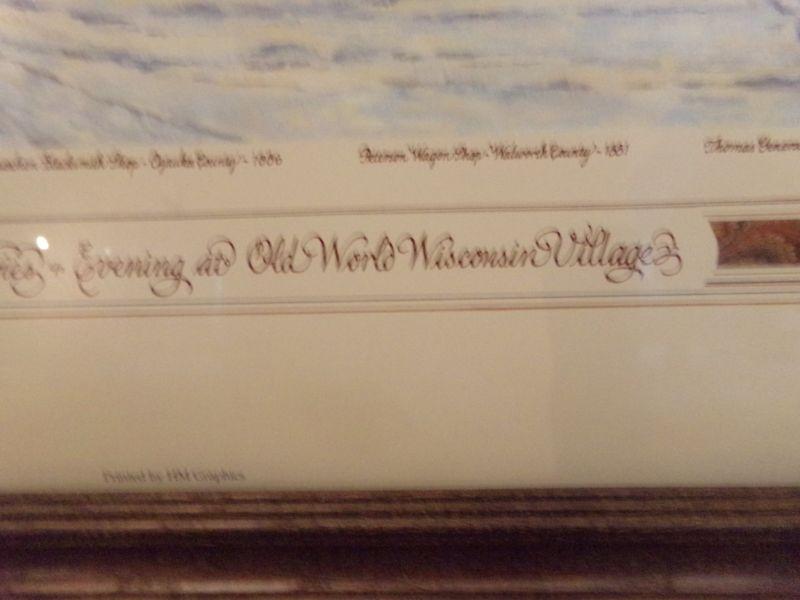 Blacksmith Shop - Ozaukee County - 1886
Peterson Wagon Shop - Walworth County - 1881
Thomas General
Evening at Old World Wisconsin Village
Printed by HM Graphics